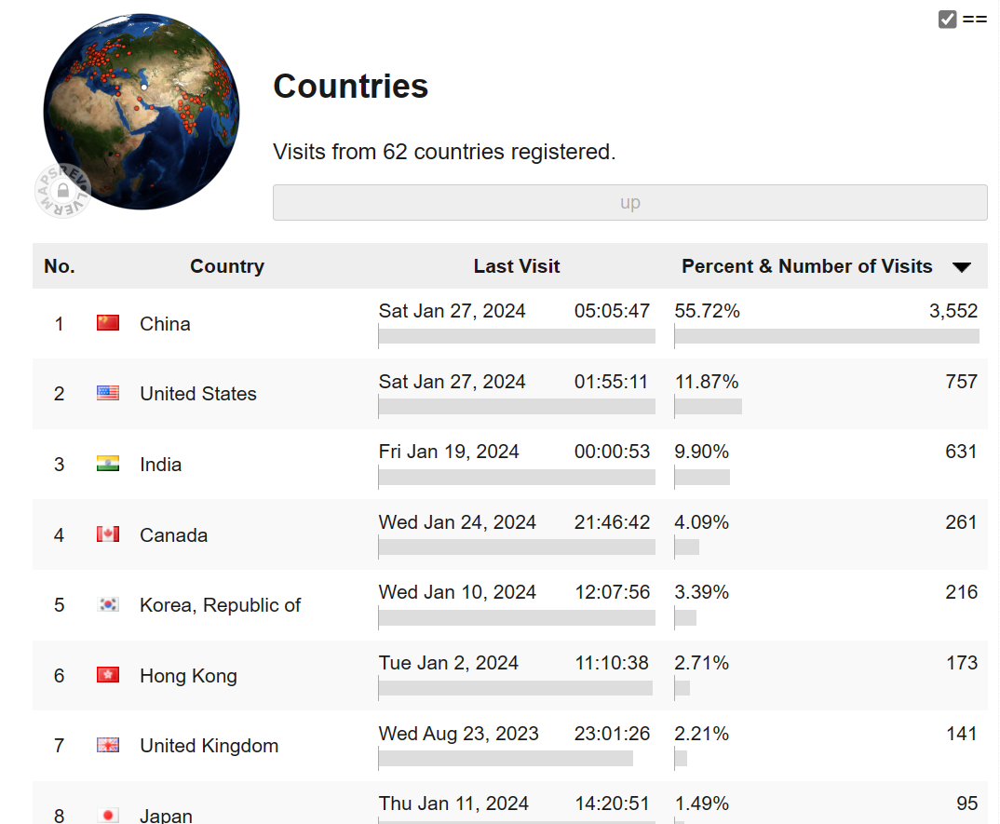 ==
Countries
Visits from 62 countries registered.
up
REVOLVERMAPS
No. Country Last Visit Percent & Number of Visits
1 China Sat Jan 27, 2024 05:05:47 55.72% 3,552
2 United States Sat Jan 27, 2024 01:55:11 11.87% 757
3 India Fri Jan 19, 2024 00:00:53 9.90% 631
4 Canada Wed Jan 24, 2024 21:46:42 4.09% 261
5 Korea, Republic of Wed Jan 10, 2024 12:07:56 3.39% 216
6 Hong Kong Tue Jan 2, 2024 11:10:38 2.71% 173
7 United Kingdom Wed Aug 23, 2023 23:01:26 2.21% 141
8 Japan Thu Jan 11, 2024 14:20:51 1.49% 95